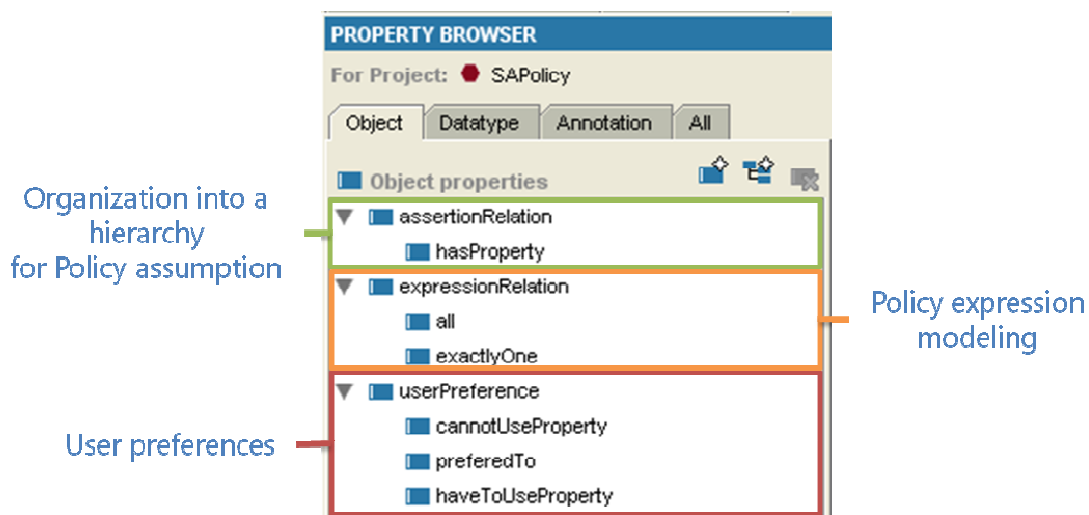 PROPERTY BROWSER
For Project: SAPolicy
Object Datatype Annotation All
Object properties
assertionRelation
hasProperty
expressionRelation
all
exactlyOne
userPreference
cannotUseProperty
preferedTo
haveToUseProperty
Organization into a
hierarchy
for Policy assumption
Policy expression
modeling
User preferences